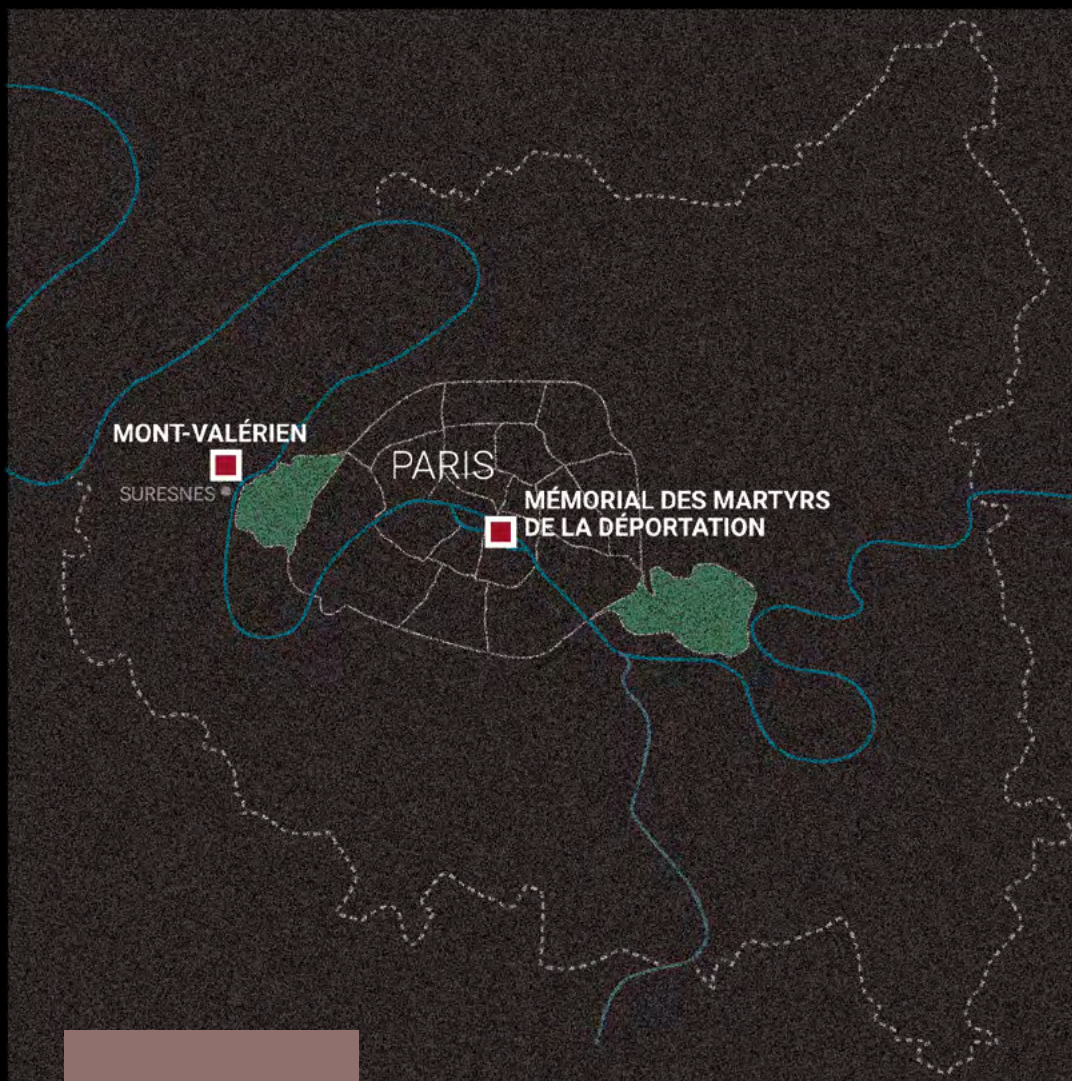 MONT-VALÉRIEN
SURESNES
PARIS
MÉMORIAL DES MARTYRS
DE LA DÉPORTATION